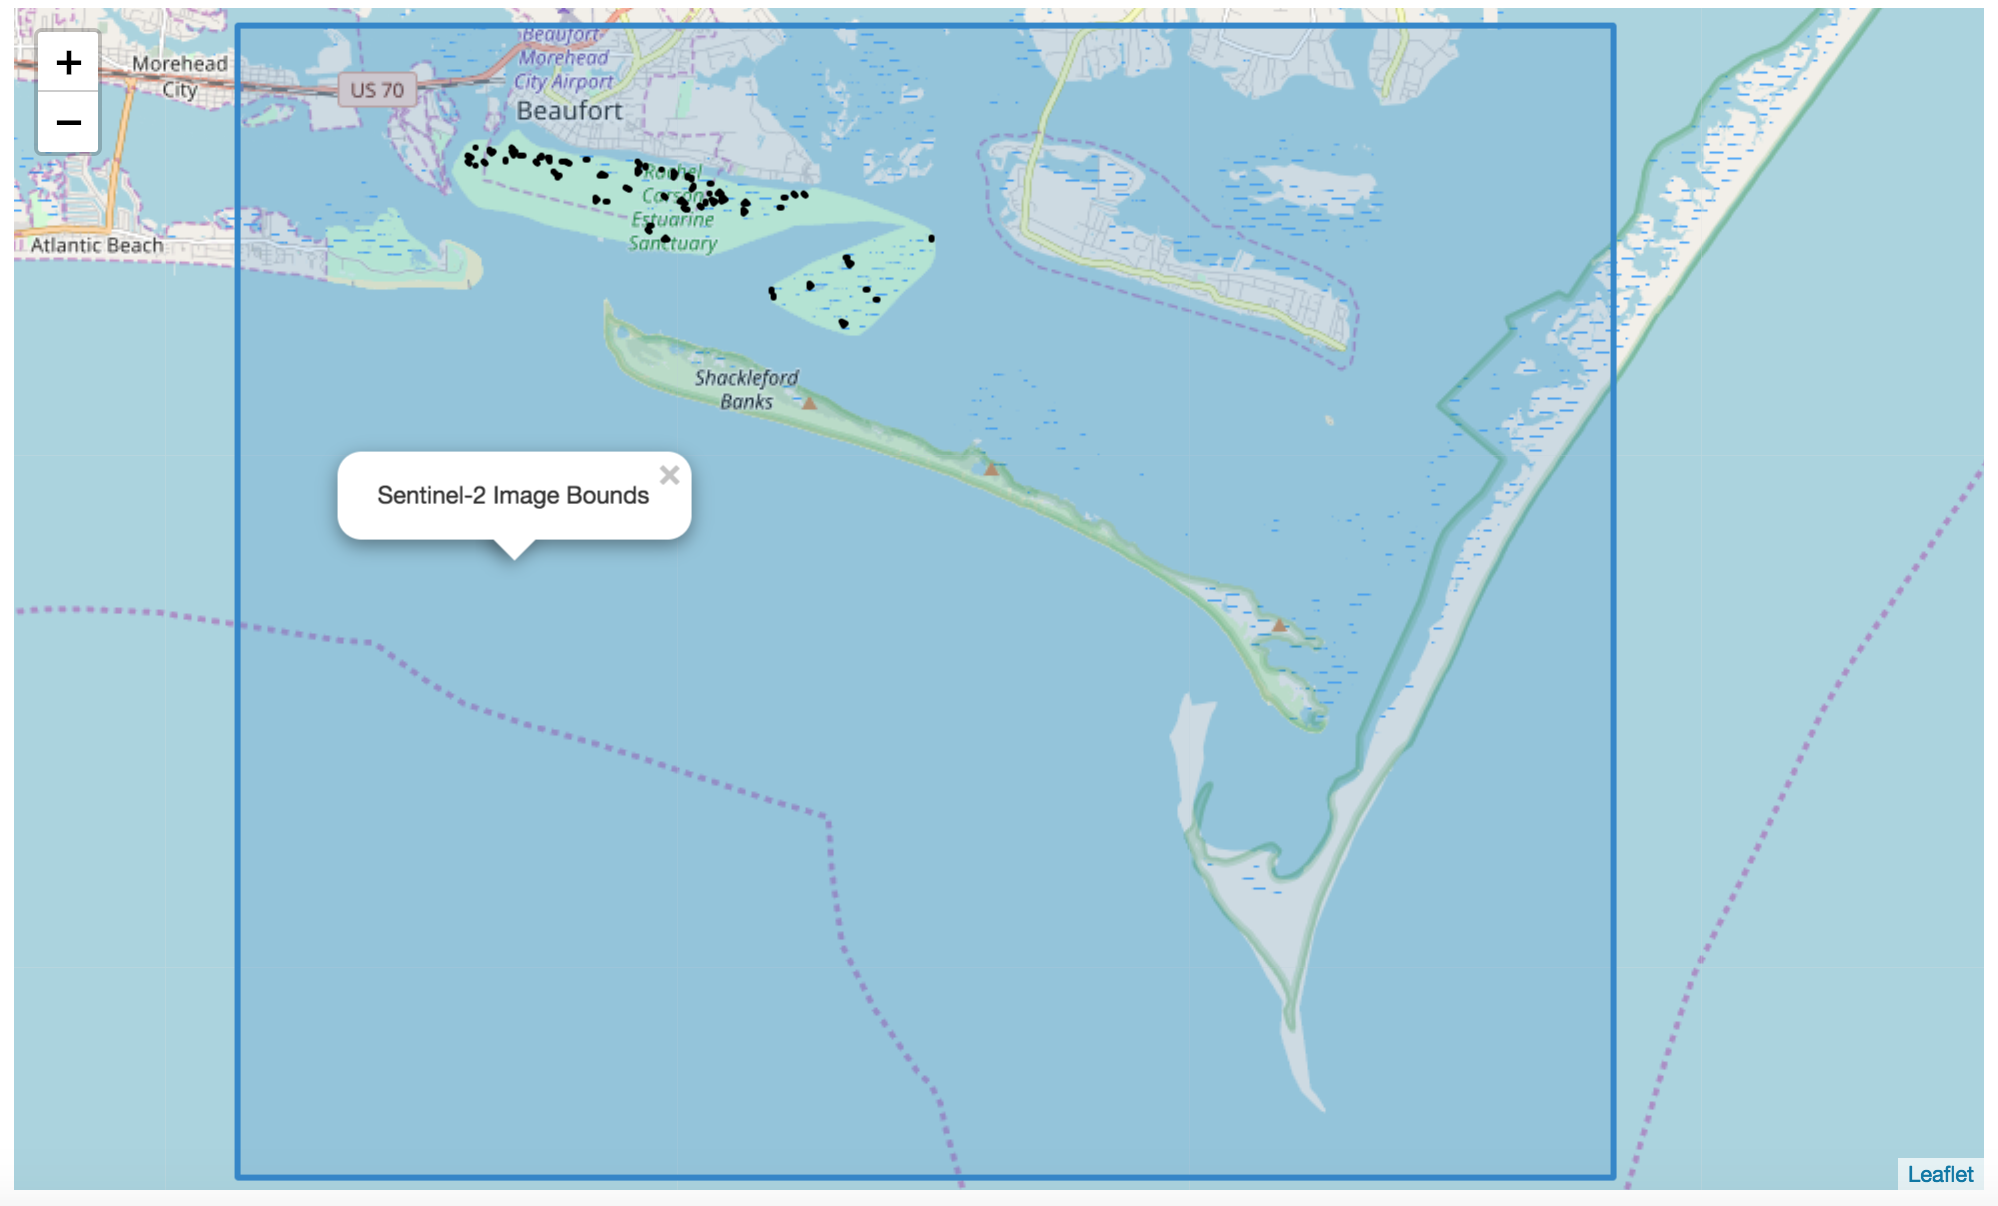 +
−
Morehead
City
US 70
Beaufort-
Morehead
City Airport
Beaufort
Rachel
Carson
Estuarine
Sanctuary
Atlantic Beach
Shackleford
Banks
×
Sentinel-2 Image Bounds
Leaflet